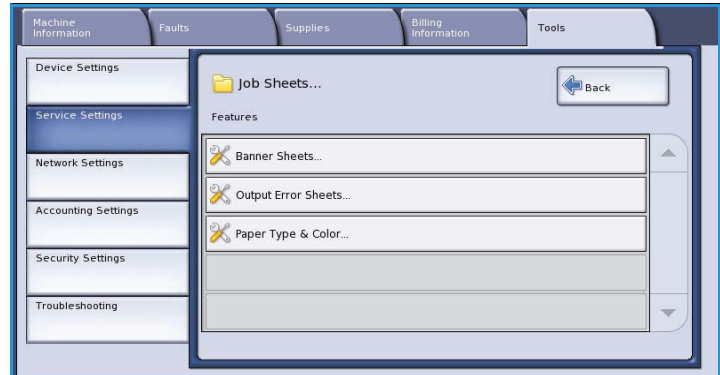 Machine
Information
Faults
Supplies
Billing
Information
Tools
Device Settings
Service Settings
Network Settings
Accounting Settings
Security Settings
Troubleshooting
Job Sheets...
Back
Features
Banner Sheets...
Output Error Sheets...
Paper Type & Color...